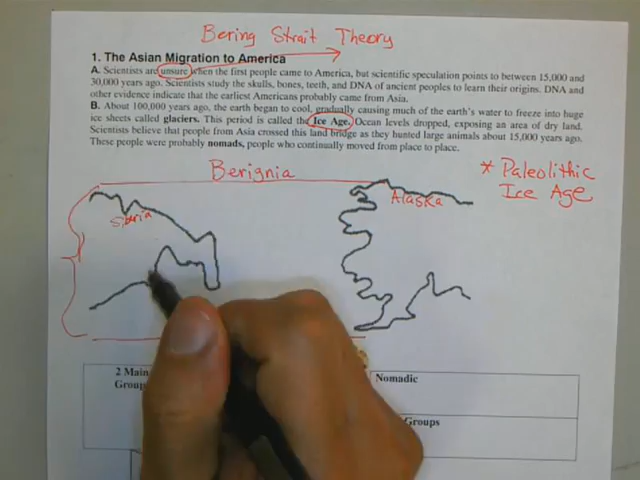 Bering Strait Theory
1. The Asian Migration to America
A. Scientists are unsure when the first people came to America, but scientific speculation points to between 15,000 and
30,000 years ago. Scientists study the skulls, bones, teeth, and DNA of ancient peoples to learn their origins. DNA and
other evidence indicate that the earliest Americans probably came from Asia.
B. About 100,000 years ago, the earth began to cool, gradually causing much of the earth's water to freeze into huge
ice sheets called glaciers. This period is called the Ice Age. Ocean levels dropped, exposing an area of dry land.
Scientists believe that people from Asia crossed this land bridge as they hunted large animals about 15,000 years ago.
These people were probably nomads, people who continually moved from place to place.
Berignia
* Paleolithic
Ice Age
Siberia
Alaska
2 Main
Group
Nomadic
Groups